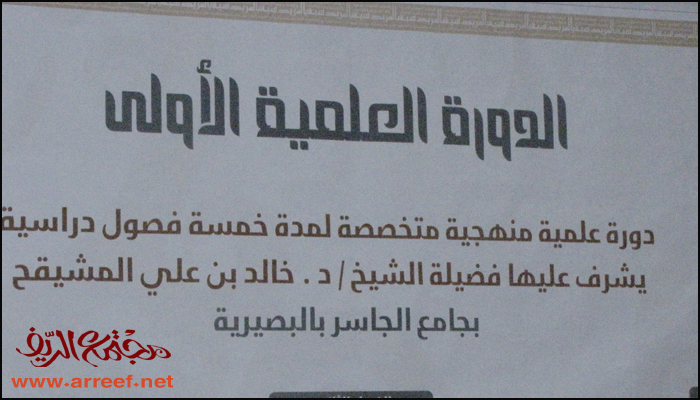 الدورة العلمية الأولى
دورة علمية منهجية متخصصة لمدة خمسة فصول دراسية
يشرف عليها فضيلة الشيخ / د . خالد بن علي المشيقح
بجامع الجاسر بالبصيرية
مجتمع الريف
www.arreef.net